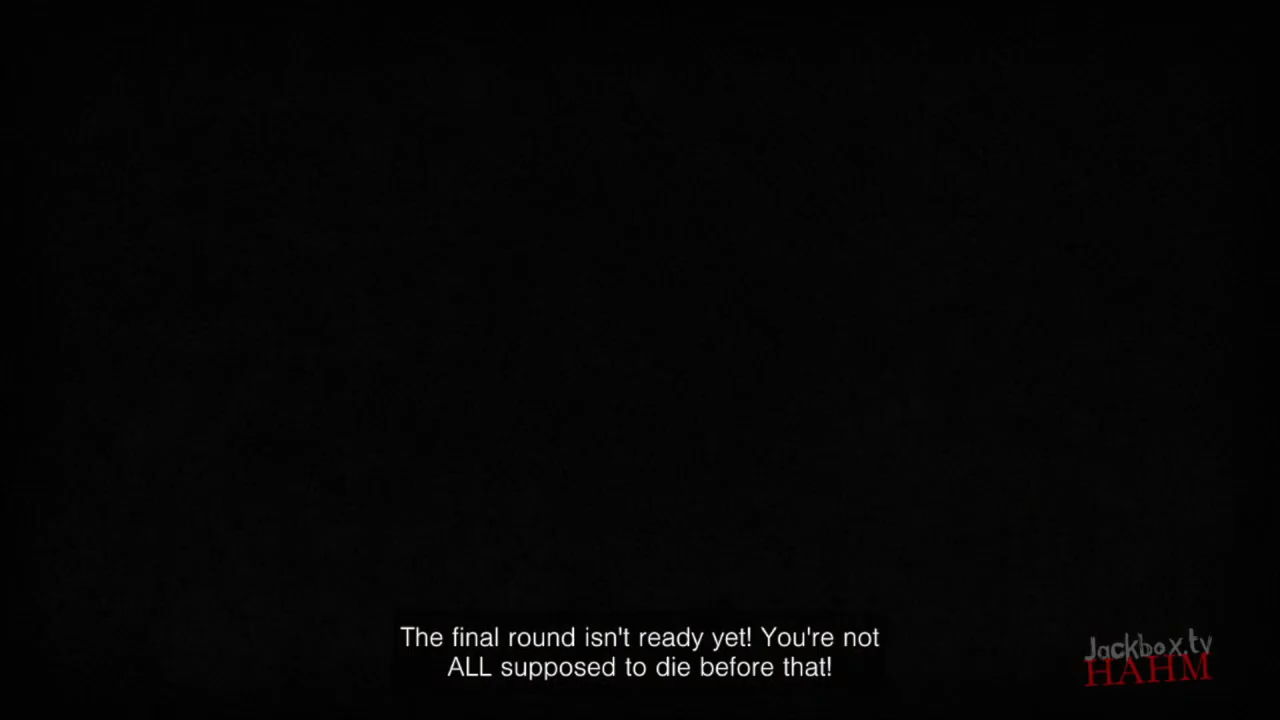 The final round isn't ready yet! You're not
ALL supposed to die before that!
Jackbox.tv
HAHM